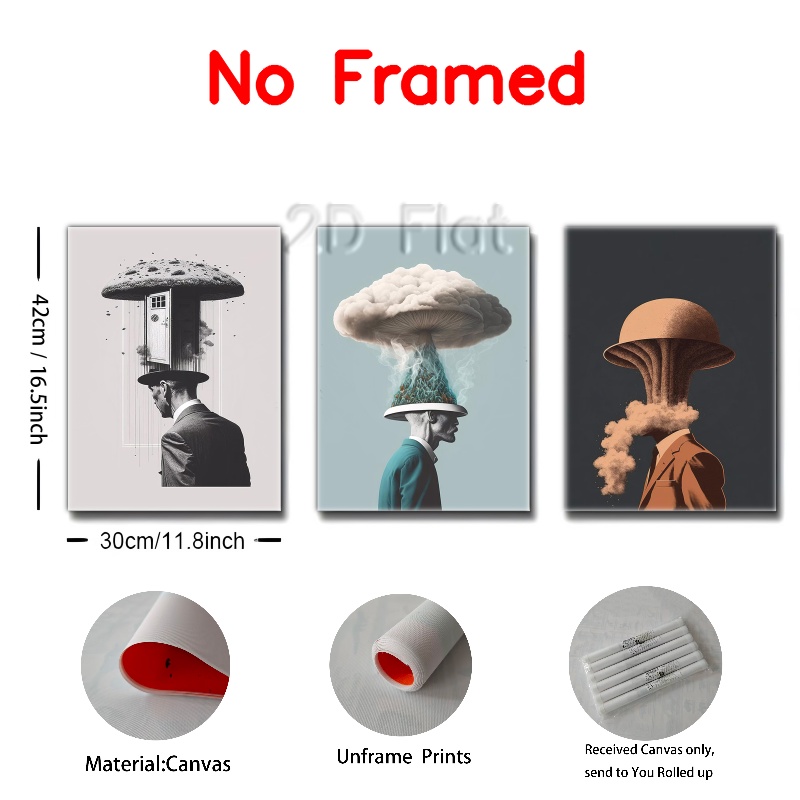 No Framed
2D Flat
42cm / 16.5inch
30cm/11.8inch
Material:Canvas
Unframe Prints
Received Canvas only,
send to You Rolled up